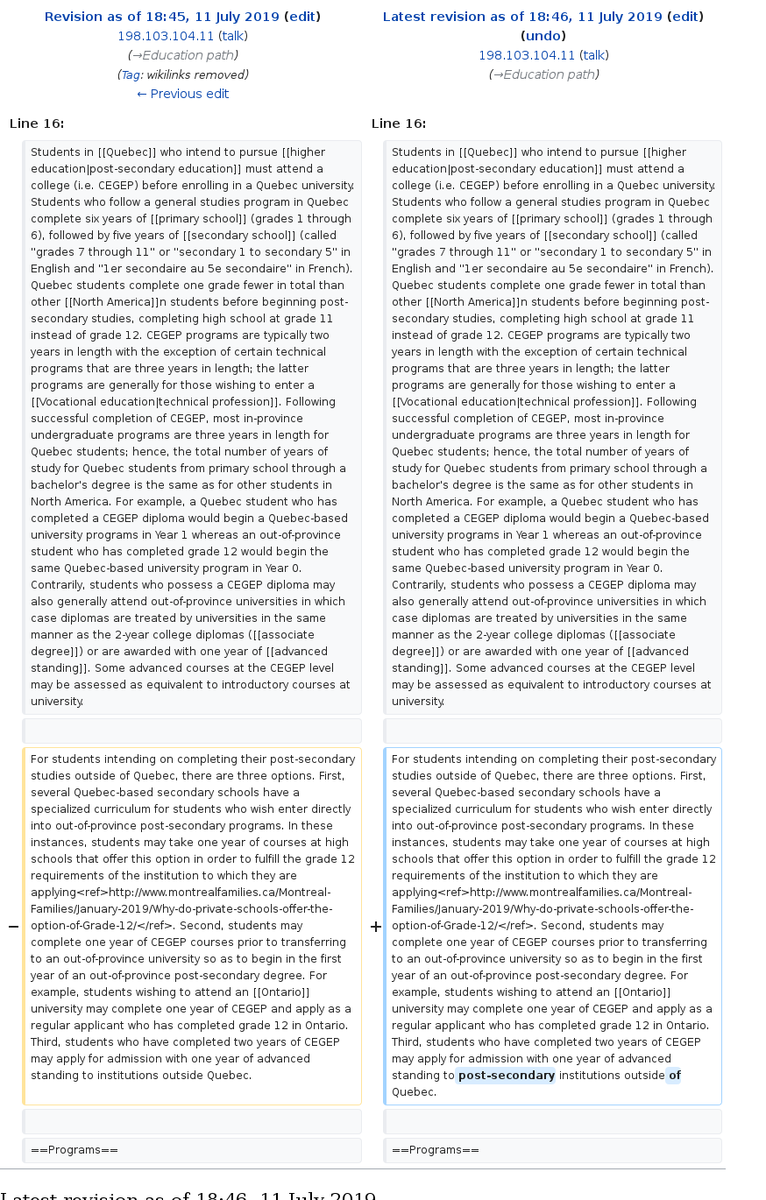 Revision as of 18:45, 11 July 2019 (edit)
198.103.104.11 (talk)
(→Education path)
(Tag: wikilinks removed)
← Previous edit
Latest revision as of 18:46, 11 July 2019 (edit)
(undo)
198.103.104.11 (talk)
(→Education path)
Line 16:
Students in [[Quebec]] who intend to pursue [[higher
education|post-secondary education]] must attend a
college (i.e. CEGEP) before enrolling in a Quebec university.
Students who follow a general studies program in Quebec
complete six years of [[primary school]] (grades 1 through
6), followed by five years of [[secondary school]] (called
"grades 7 through 11" or "secondary 1 to secondary 5" in
English and "1er secondaire au 5e secondaire" in French).
Quebec students complete one grade fewer in total than
other [[North America]]n students before beginning post-
secondary studies, completing high school at grade 11
instead of grade 12. CEGEP programs are typically two
years in length with the exception of certain technical
programs that are three years in length; the latter
programs are generally for those wishing to enter a
[[Vocational education|technical profession]]. Following
successful completion of CEGEP, most in-province
undergraduate programs are three years in length for
Quebec students; hence, the total number of years of
study for Quebec students from primary school through a
bachelor's degree is the same as for other students in
North America. For example, a Quebec student who has
completed a CEGEP diploma would begin a Quebec-based
university programs in Year 1 whereas an out-of-province
student who has completed grade 12 would begin the
same Quebec-based university program in Year 0.
Contrarily, students who possess a CEGEP diploma may
also generally attend out-of-province universities in which
case diplomas are treated by universities in the same
manner as the 2-year college diplomas ([[associate
degree]]) or are awarded with one year of [[advanced
standing]]. Some advanced courses at the CEGEP level
may be assessed as equivalent to introductory courses at
university.
− For students intending on completing their post-secondary
studies outside of Quebec, there are three options. First,
several Quebec-based secondary schools have a
specialized curriculum for students who wish enter directly
into out-of-province post-secondary programs. In these
instances, students may take one year of courses at high
schools that offer this option in order to fulfill the grade 12
requirements of the institution to which they are
applying<ref>http://www.montrealfamilies.ca/Montreal-
Families/January-2019/Why-do-private-schools-offer-the-
option-of-Grade-12/</ref>. Second, students may
complete one year of CEGEP courses prior to transferring
to an out-of-province university so as to begin in the first
year of an out-of-province post-secondary degree. For
example, students wishing to attend an [[Ontario]]
university may complete one year of CEGEP and apply as a
regular applicant who has completed grade 12 in Ontario.
Third, students who have completed two years of CEGEP
may apply for admission with one year of advanced
standing to institutions outside Quebec.
==Programs==
Line 16:
Students in [[Quebec]] who intend to pursue [[higher
education|post-secondary education]] must attend a
college (i.e. CEGEP) before enrolling in a Quebec university.
Students who follow a general studies program in Quebec
complete six years of [[primary school]] (grades 1 through
6), followed by five years of [[secondary school]] (called
"grades 7 through 11" or "secondary 1 to secondary 5" in
English and "1er secondaire au 5e secondaire" in French).
Quebec students complete one grade fewer in total than
other [[North America]]n students before beginning post-
secondary studies, completing high school at grade 11
instead of grade 12. CEGEP programs are typically two
years in length with the exception of certain technical
programs that are three years in length; the latter
programs are generally for those wishing to enter a
[[Vocational education|technical profession]]. Following
successful completion of CEGEP, most in-province
undergraduate programs are three years in length for
Quebec students; hence, the total number of years of
study for Quebec students from primary school through a
bachelor's degree is the same as for other students in
North America. For example, a Quebec student who has
completed a CEGEP diploma would begin a Quebec-based
university programs in Year 1 whereas an out-of-province
student who has completed grade 12 would begin the
same Quebec-based university program in Year 0.
Contrarily, students who possess a CEGEP diploma may
also generally attend out-of-province universities in which
case diplomas are treated by universities in the same
manner as the 2-year college diplomas ([[associate
degree]]) or are awarded with one year of [[advanced
standing]]. Some advanced courses at the CEGEP level
may be assessed as equivalent to introductory courses at
university.
+ For students intending on completing their post-secondary
studies outside of Quebec, there are three options. First,
several Quebec-based secondary schools have a
specialized curriculum for students who wish enter directly
into out-of-province post-secondary programs. In these
instances, students may take one year of courses at high
schools that offer this option in order to fulfill the grade 12
requirements of the institution to which they are
applying<ref>http://www.montrealfamilies.ca/Montreal-
Families/January-2019/Why-do-private-schools-offer-the-
option-of-Grade-12/</ref>. Second, students may
complete one year of CEGEP courses prior to transferring
to an out-of-province university so as to begin in the first
year of an out-of-province post-secondary degree. For
example, students wishing to attend an [[Ontario]]
university may complete one year of CEGEP and apply as a
regular applicant who has completed grade 12 in Ontario.
Third, students who have completed two years of CEGEP
may apply for admission with one year of advanced
standing to post-secondary institutions outside of
Quebec.
==Programs==
Latest revision as of 18:46, 11 July 2019